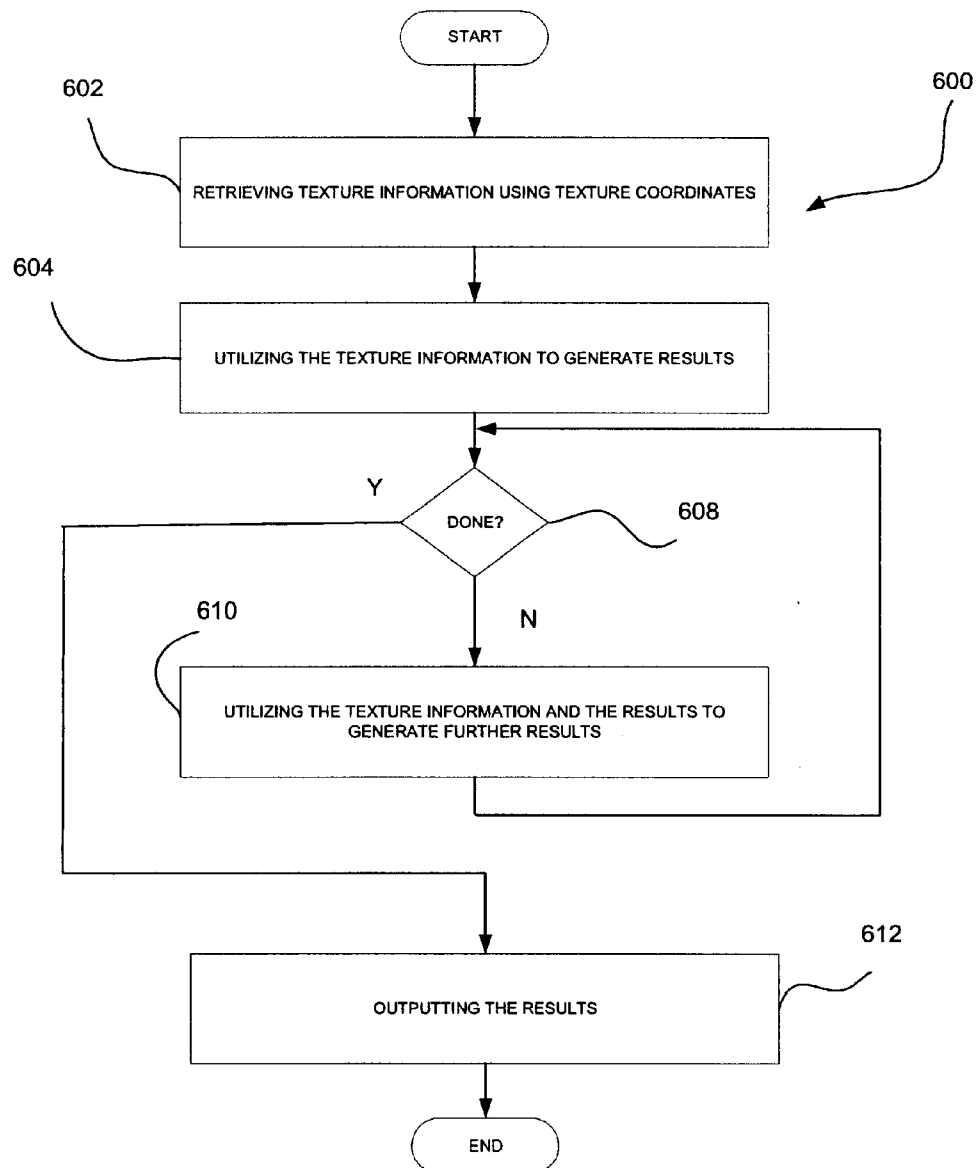 START
602
600
RETRIEVING TEXTURE INFORMATION USING TEXTURE COORDINATES
604
UTILIZING THE TEXTURE INFORMATION TO GENERATE RESULTS
Y
DONE?
608
N
610
UTILIZING THE TEXTURE INFORMATION AND THE RESULTS TO
GENERATE FURTHER RESULTS
612
OUTPUTTING THE RESULTS
END